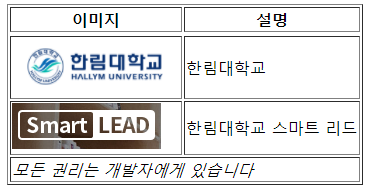 이미지 설명
한림대학교
HALLYM UNIVERSITY
한림대학교
Smart LEAD
한림대학교 스마트 리드
모든 권리는 개발자에게 있습니다